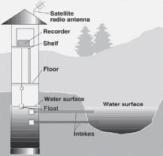 Satellite
radio antenna
Recorder
Shelf
Floor
Water surface
Float
Water surface
Intakes